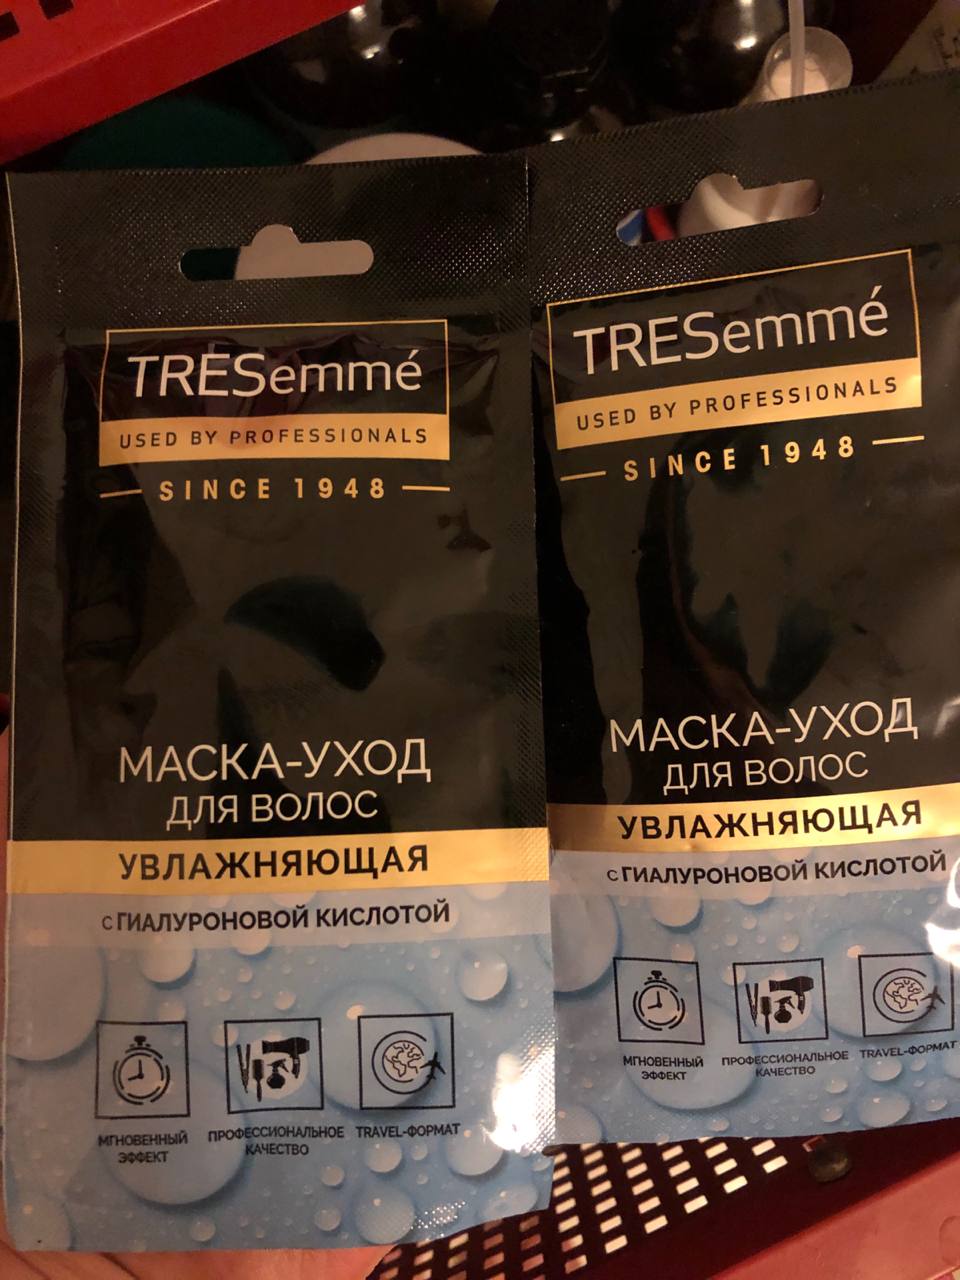 TRESemmé
USED BY PROFESSIONALS
SINCE 1948
МАСКА-УХОД
ДЛЯ ВОЛОС
УВЛАЖНЯЮЩАЯ
С ГИАЛУРОНОВОЙ КИСЛОТОЙ
МГНОВЕННЫЙ
ЭФФЕКТ
ПРОФЕССИОНАЛЬНОЕ
КАЧЕСТВО
TRAVEL-ФОРМАТ
TRESemmé
USED BY PROFESSIONALS
SINCE 1948
МАСКА-УХОД
ДЛЯ ВОЛОС
УВЛАЖНЯЮЩАЯ
С ГИАЛУРОНОВОЙ КИСЛОТОЙ
МГНОВЕННЫЙ
ЭФФЕКТ
ПРОФЕССИОНАЛЬНОЕ
КАЧЕСТВО
TRAVEL-ФОРМАТ